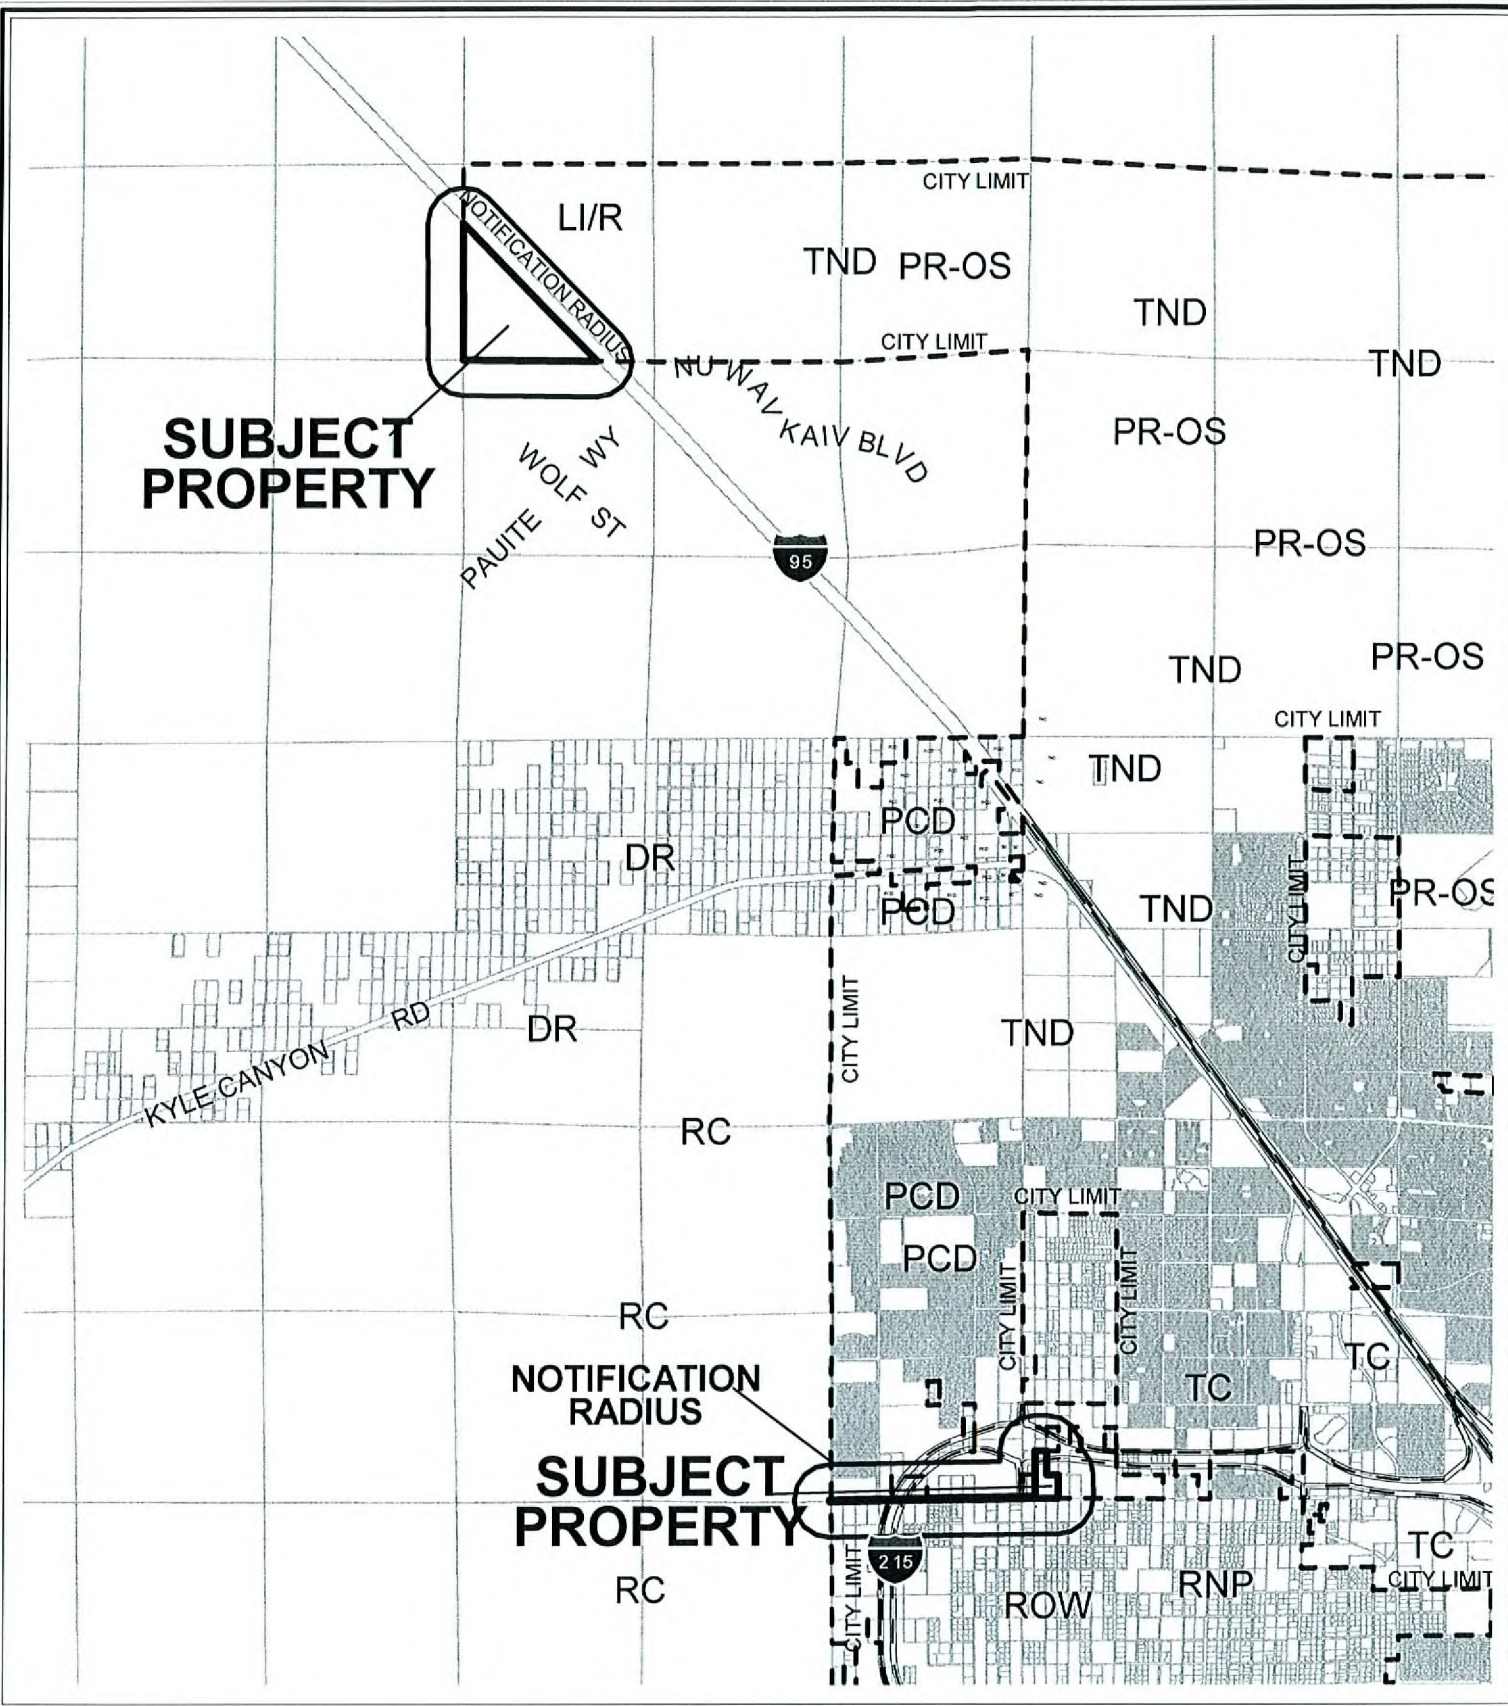 CITY LIMIT
NOTIFICATION RADIUS
LI/R
TND
PR-OS
TND
CITY LIMIT
TND
NU WAV KAIV BLVD
SUBJECT
PROPERTY
PR-OS
WOLF ST
PAUITE WY
PR-OS
95
TND
PR-OS
CITY LIMIT
TND
PCD
DR
CITY LIMIT
PR-OS
PCD
TND
CITY LIMIT
KYLE CANYON RD
DR
TND
RC
PCD
CITY LIMIT
PCD
CITY LIMIT
CITY LIMIT
RC
TC
NOTIFICATION
RADIUS
TC
SUBJECT
PROPERTY
215
TC
CITY LIMIT
CITY LIMIT
RC
ROW
RNP